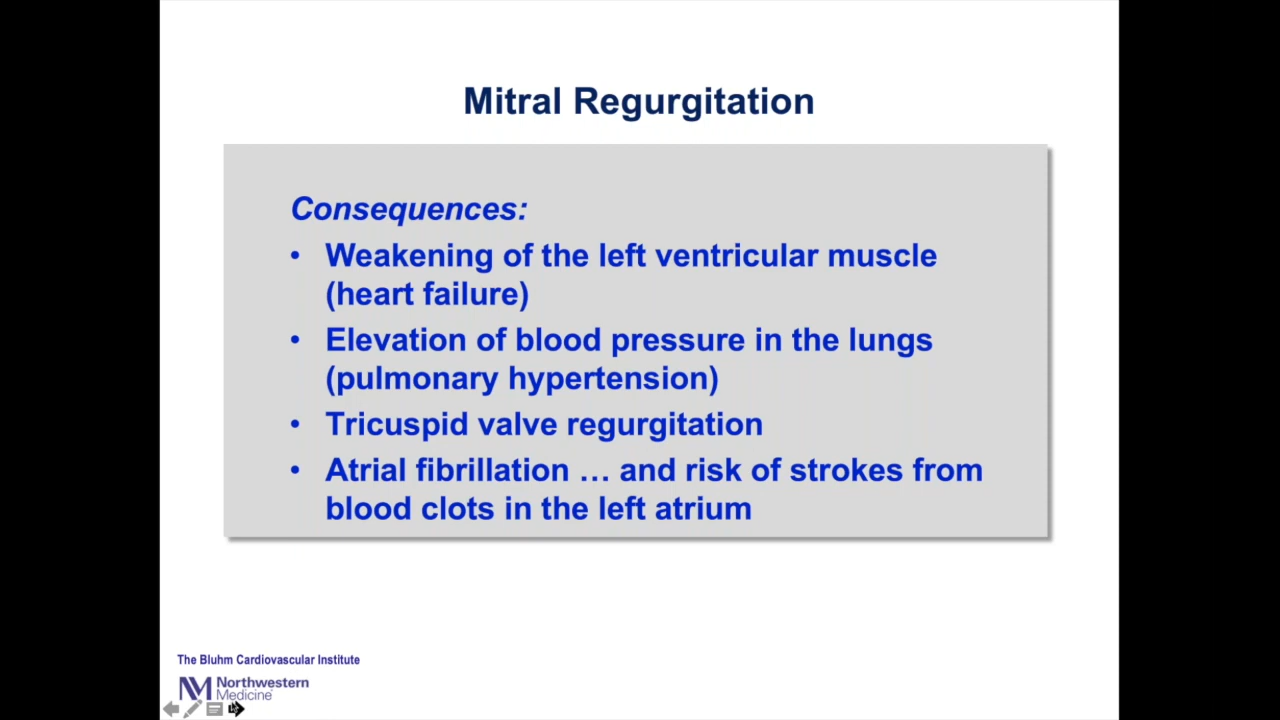 Mitral Regurgitation
Consequences:
• Weakening of the left ventricular muscle
(heart failure)
• Elevation of blood pressure in the lungs
(pulmonary hypertension)
• Tricuspid valve regurgitation
• Atrial fibrillation … and risk of strokes from
blood clots in the left atrium
The Bluhm Cardiovascular Institute
NM Northwestern
Medicine